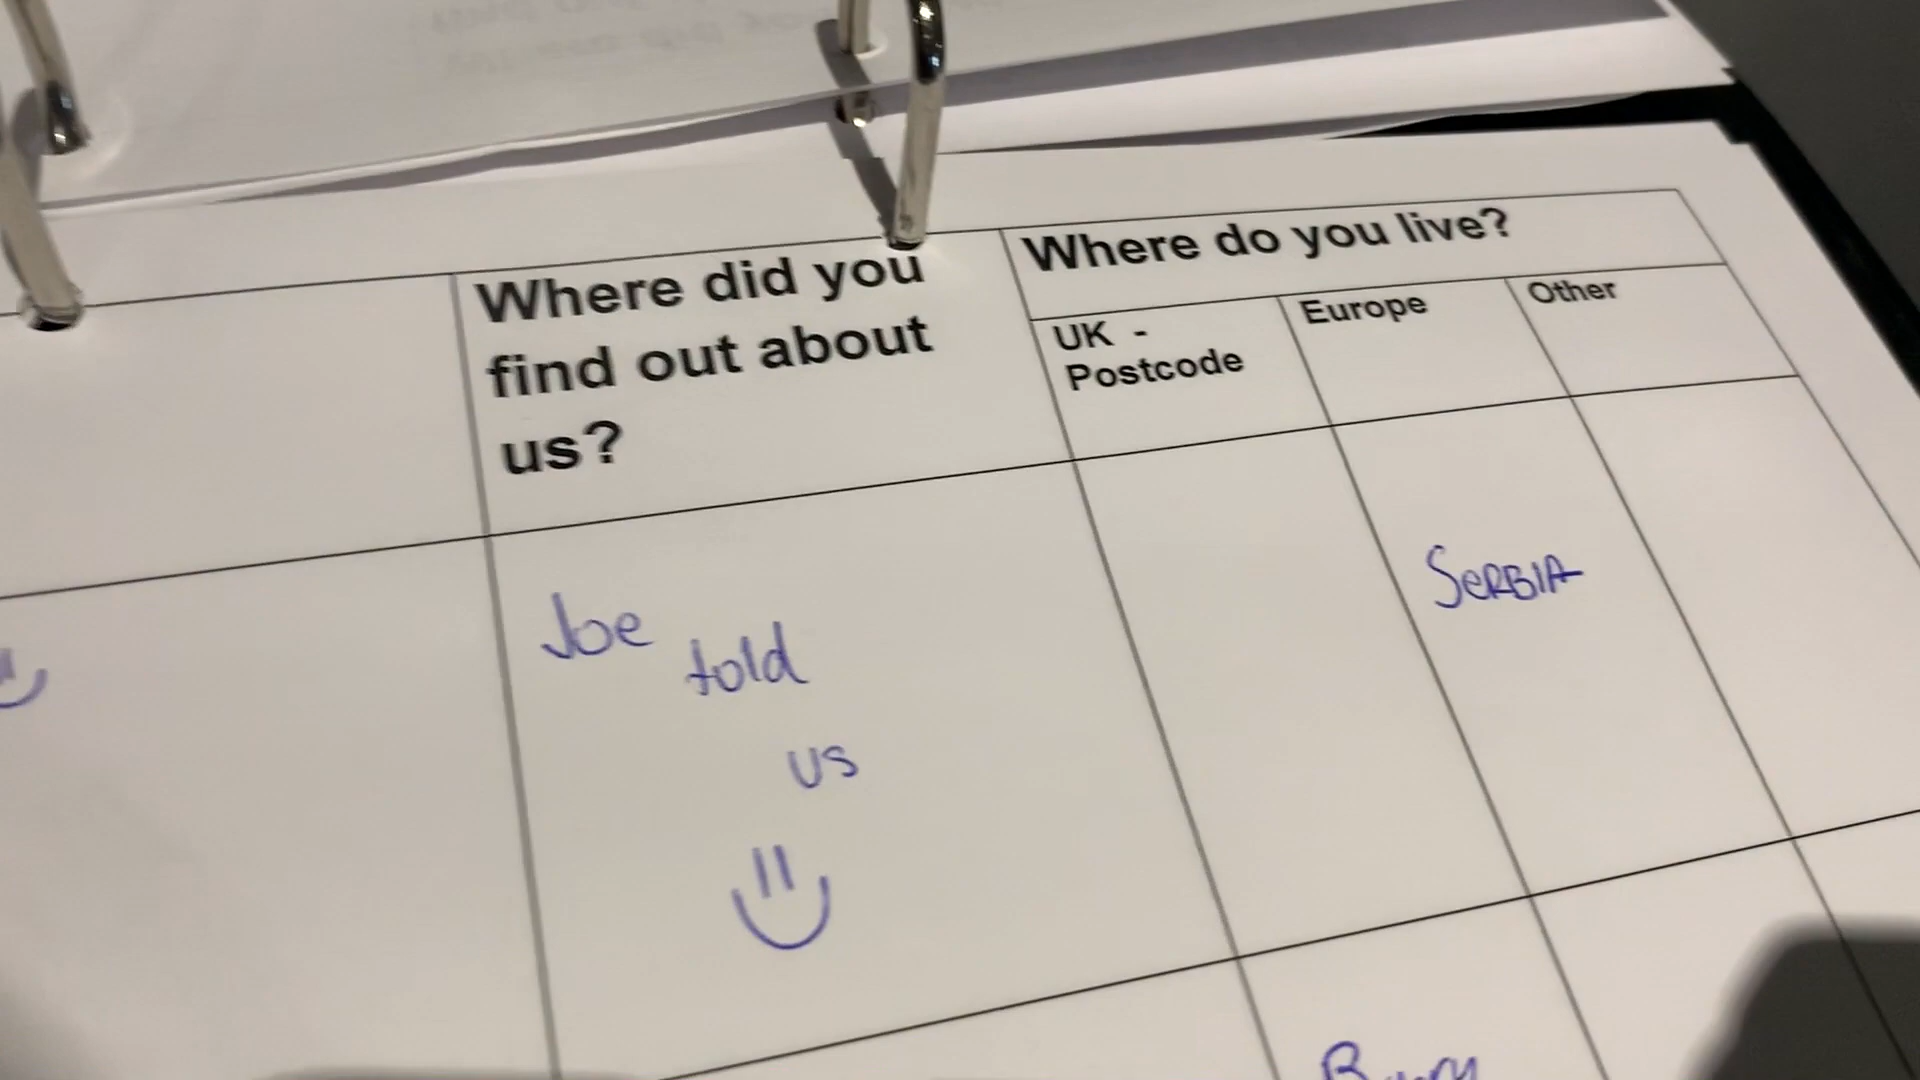 Where did you
find out about
us?
Where do you live?
UK - 
Postcode
Europe
Other
Joe told
us
SERBIA